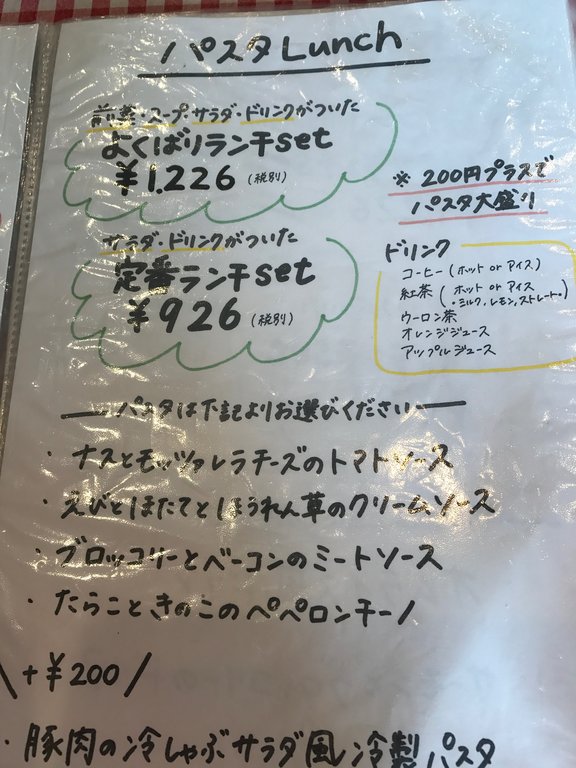 パスタLunch
前菜・スープ・サラダ・ドリンクがついた
よくばりランチset
¥1.226 (税別)
※ 200円プラスで
パスタ大盛り
サラダ・ドリンクがついた
定番ランチset
¥926 (税別)
ドリンク
コーヒー (ホット or アイス)
紅茶 (ホット or アイス
・ミルク,レモン,ストレート・)
ウーロン茶
オレンジジュース
アップルジュース
パスタは下記よりお選びください
・ナスとモッツァレラチーズのトマトソース
・えびとほたてとほうれん草のクリームソース
・ブロッコリーとベーコンのミートソース
・たらこときのこのペペロンチーノ
\+¥200/
・豚肉の冷しゃぶサラダ風冷製パスタ